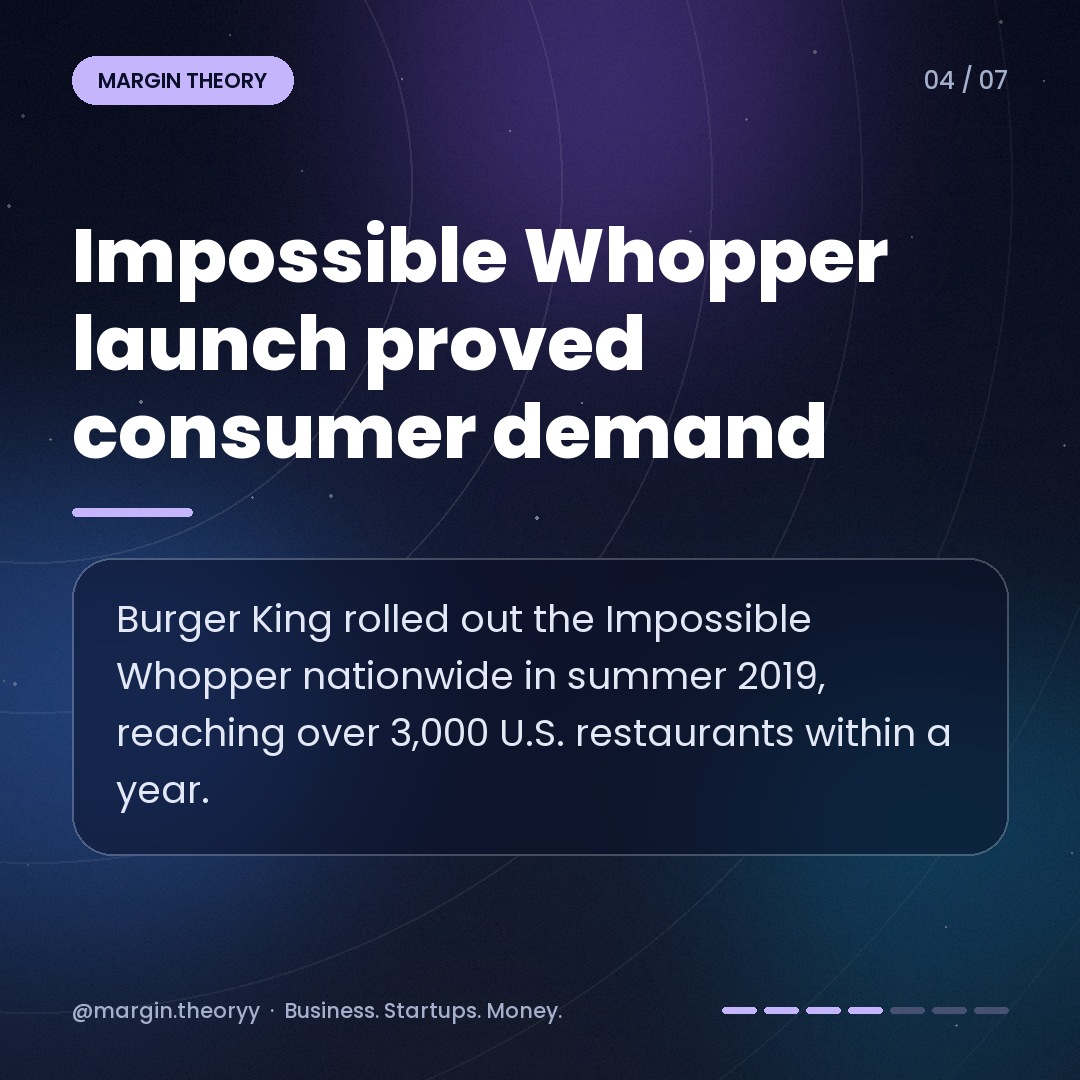 MARGIN THEORY
04 / 07
Impossible Whopper
launch proved
consumer demand
Burger King rolled out the Impossible
Whopper nationwide in summer 2019,
reaching over 3,000 U.S. restaurants within a
year.
@margin.theoryy · Business. Startups. Money.